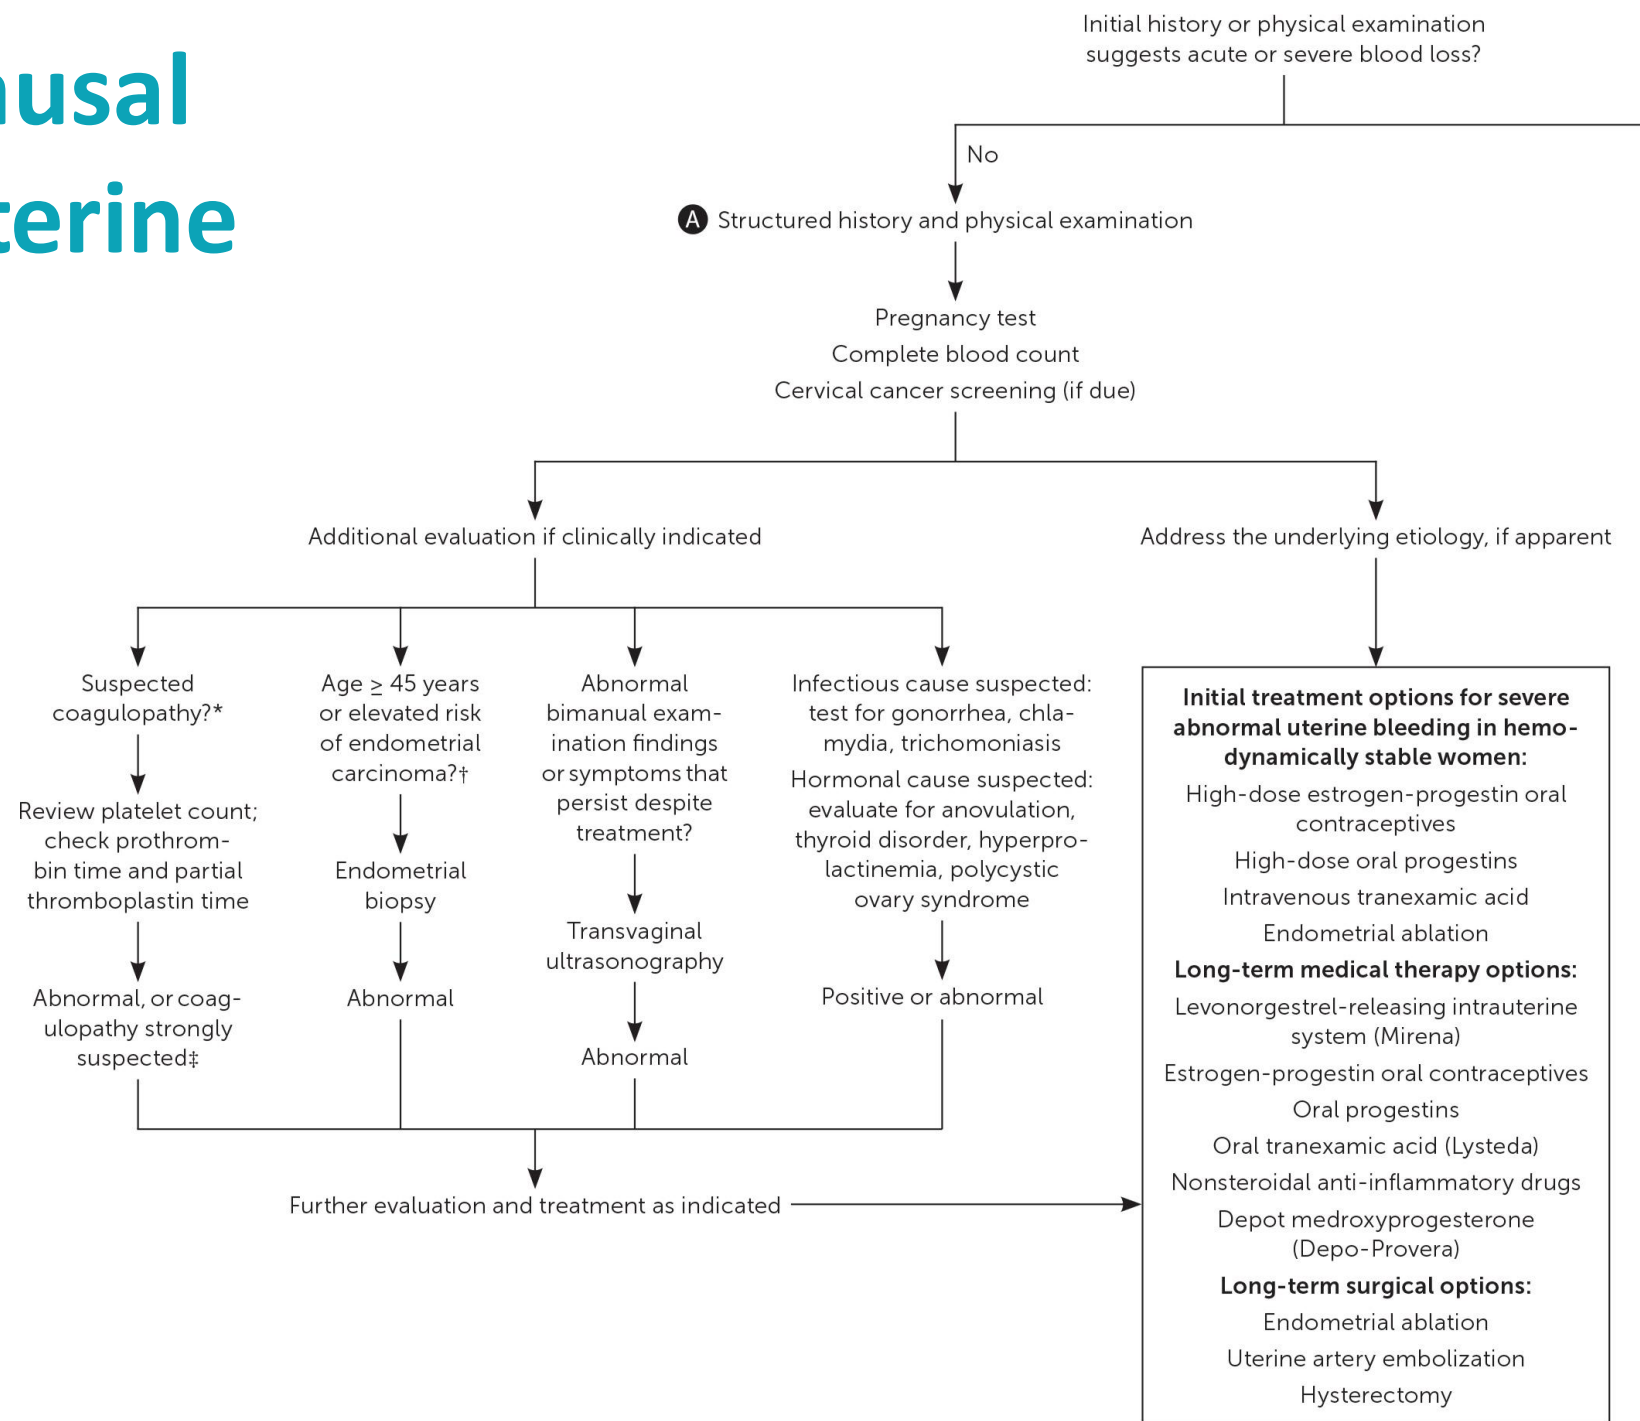 ausal
terine
Initial history or physical examination
suggests acute or severe blood loss?
No
A Structured history and physical examination
Pregnancy test
Complete blood count
Cervical cancer screening (if due)
Additional evaluation if clinically indicated
Address the underlying etiology, if apparent
Suspected
coagulopathy?*
Review platelet count;
check prothrom-
bin time and partial
thromboplastin time
Abnormal, or coag-
ulopathy strongly
suspected‡
Age ≥ 45 years
or elevated risk
of endometrial
carcinoma?†
Endometrial
biopsy
Abnormal
Abnormal
bimanual exam-
ination findings
or symptoms that
persist despite
treatment?
Transvaginal
ultrasonography
Abnormal
Infectious cause suspected:
test for gonorrhea, chla-
mydia, trichomoniasis
Hormonal cause suspected:
evaluate for anovulation,
thyroid disorder, hyperpro-
lactinemia, polycystic
ovary syndrome
Positive or abnormal
Further evaluation and treatment as indicated
Initial treatment options for severe
abnormal uterine bleeding in hemo-
dynamically stable women:
High-dose estrogen-progestin oral
contraceptives
High-dose oral progestins
Intravenous tranexamic acid
Endometrial ablation
Long-term medical therapy options:
Levonorgestrel-releasing intrauterine
system (Mirena)
Estrogen-progestin oral contraceptives
Oral progestins
Oral tranexamic acid (Lysteda)
Nonsteroidal anti-inflammatory drugs
Depot medroxyprogesterone
(Depo-Provera)
Long-term surgical options:
Endometrial ablation
Uterine artery embolization
Hysterectomy